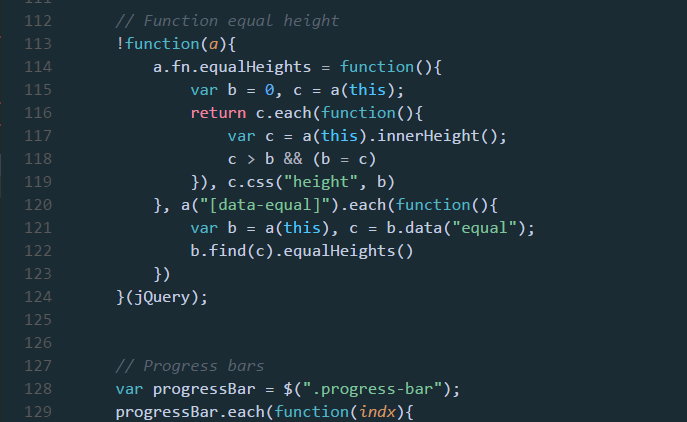 112 // Function equal height
113 !function(a){
114 a.fn.equalHeights = function(){
115 var b = 0, c = a(this);
116 return c.each(function(){
117 var c = a(this).innerHeight();
118 c > b && (b = c)
119 }), c.css("height", b)
120 }, a("[data-equal]").each(function(){
121 var b = a(this), c = b.data("equal");
122 b.find(c).equalHeights()
123 })
124 }(jQuery);
125
126
127 // Progress bars
128 var progressBar = $(".progress-bar");
129 progressBar.each(function(indx){